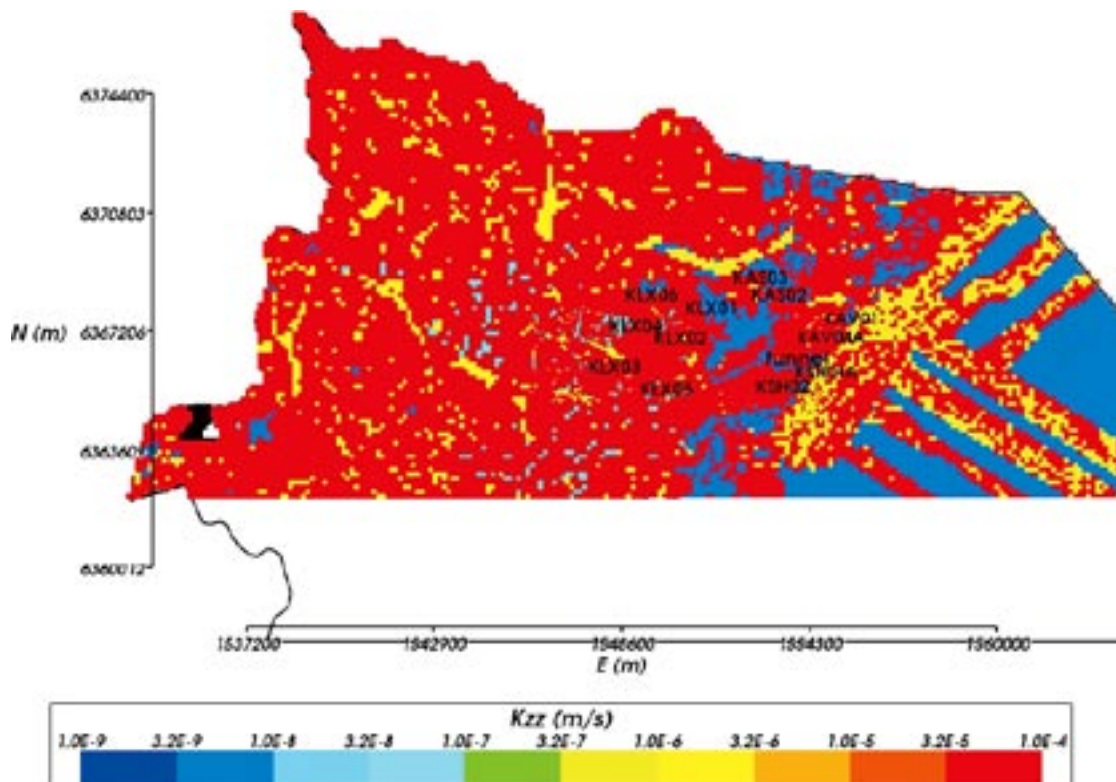 6374400
6370803
N (m)
6367206
6363609
6360012
KAS03
KLX06
KAS02
KLX01
KLX04
KAV01
KLX02
KAV04A
tunnel
KLX03
KSH02
KLX05
1537200 1542900 1548600 1554300 1560000
E (m)
Kzz (m/s)
1.0E-9 3.2E-9 1.0E-8 3.2E-8 1.0E-7 3.2E-7 1.0E-6 3.2E-6 1.0E-5 3.2E-5 1.0E-4